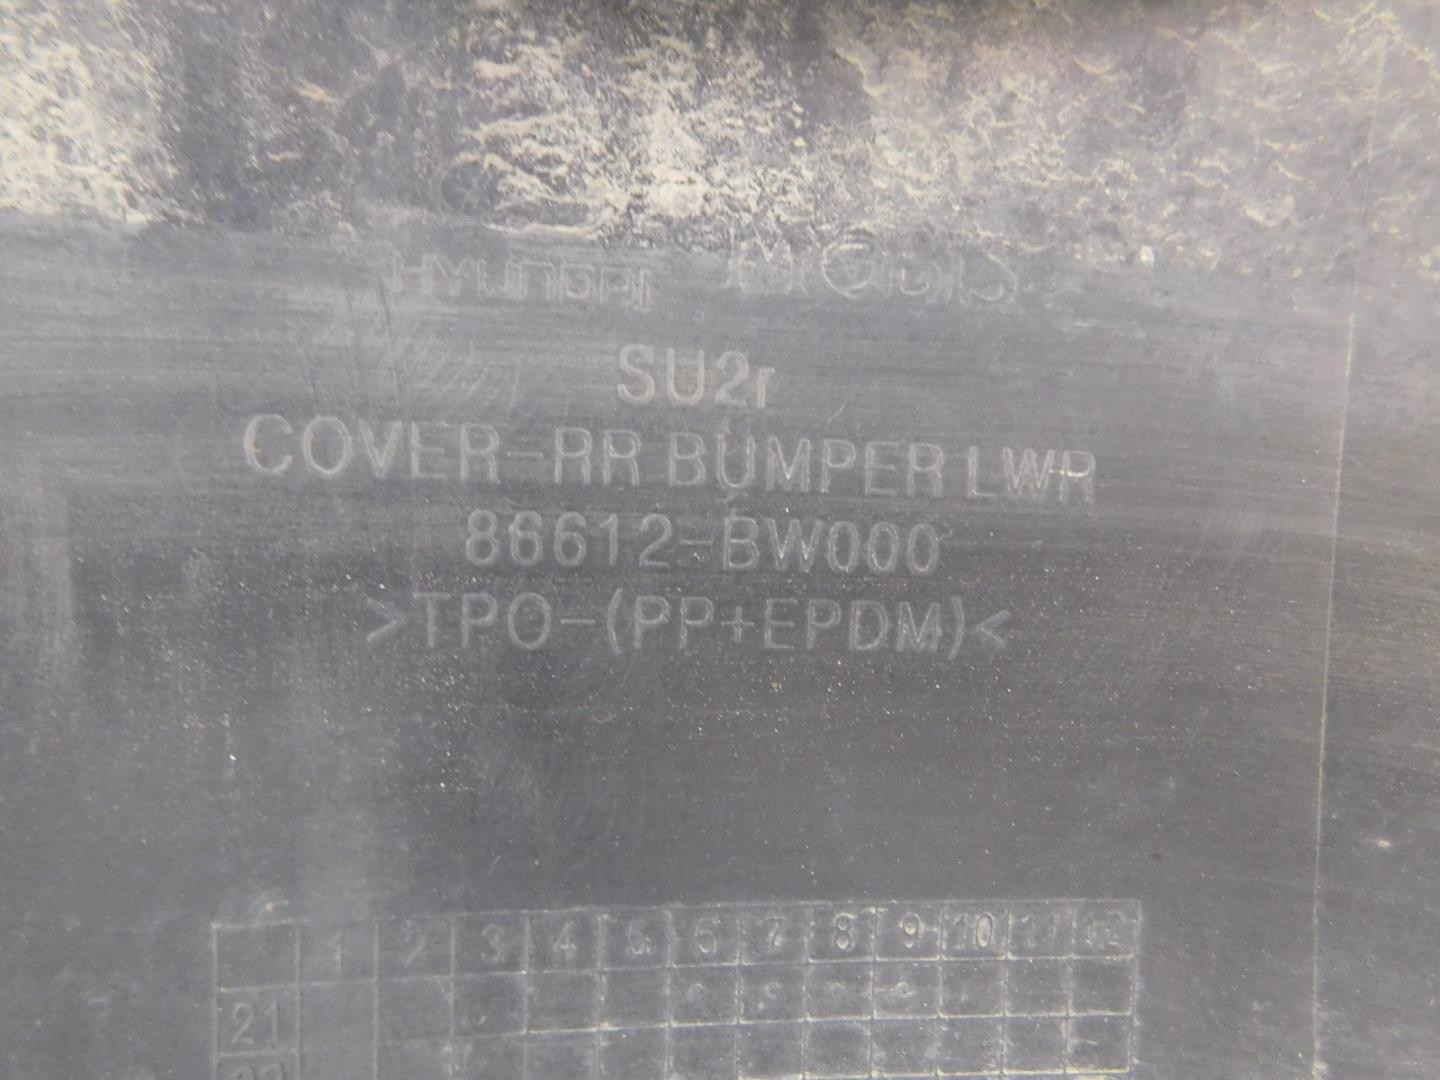 HYUNDAI MOBIS
SU2r
COVER-RR BUMPER LWR
86612-BW000
>TPO-(PP+EPDM)<
1 2 3 4 5 6 7 8 9 10 11 12
21
22